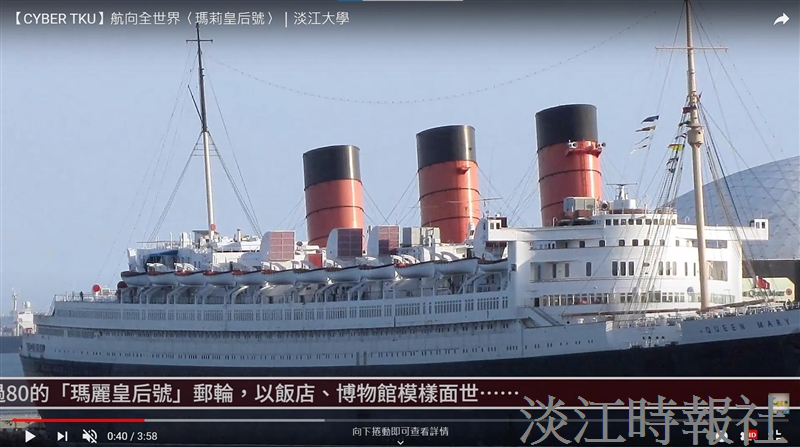 【CYBER TKU】航向全世界〈瑪莉皇后號〉｜淡江大學
QUEEN MARY
過80的「瑪麗皇后號」郵輪，以飯店、博物館模樣面世⋯⋯
0:40 / 3:58
向下捲動即可查看詳情
HD
淡江時報社